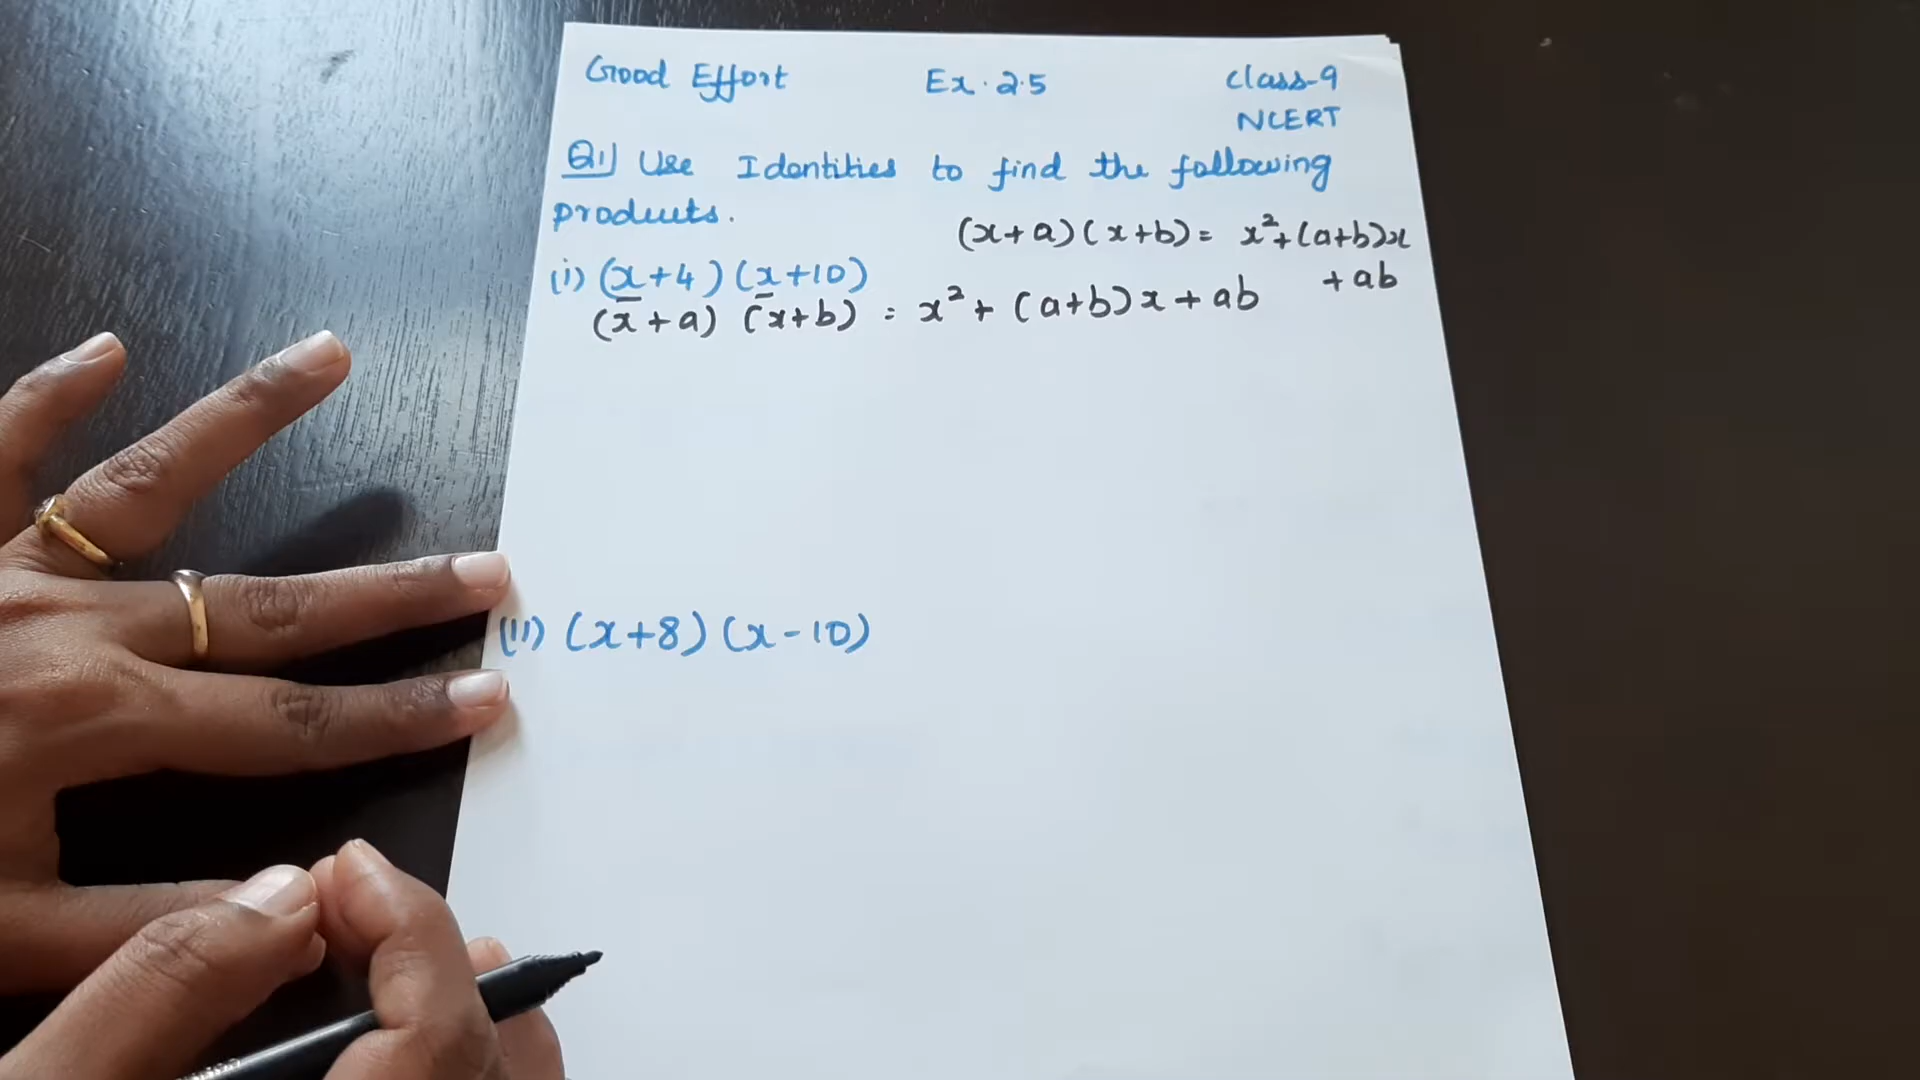 Good Effort Ex. 2.5 Class-9
NCERT
Q1) Use Identities to find the following
products.
(x+a)(x+b) = x²+(a+b)x
+ab
(i) (x+4)(x+10)
(x+a) (x+b) = x²+(a+b)x+ab
(ii) (x+8)(x-10)